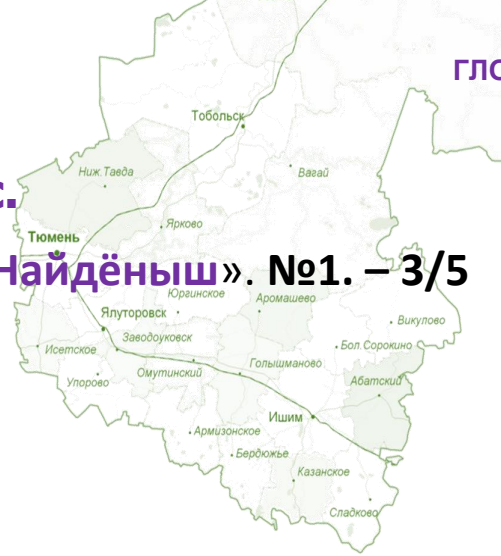 ГЛО
Тобольск
Ниж.Тавда
Вагай
с.
Ярково
Тюмень
Найдёныш». №1. – 3/5
Юргинское
Аромашево
Ялуторовск
Викулово
Заводоуковск
Бол.Сорокино
Исетское
Голышманово
Омутинский
Упорово
Абатский
Ишим
Армизонское
Бердюжье
Казанское
Сладково